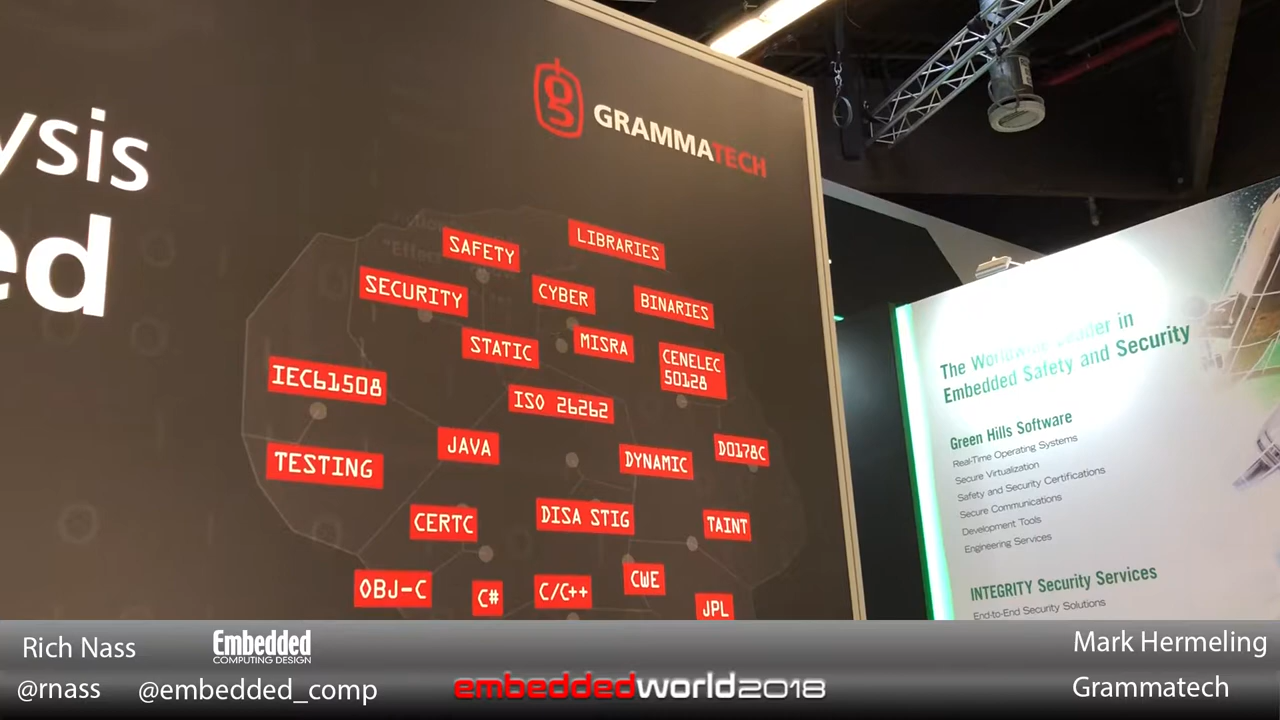 ysis
ed
g
GRAMMATECH
SAFETY
LIBRARIES
SECURITY
CYBER
BINARIES
STATIC
MISRA
CENELEC
50128
IEC61508
ISO 26262
JAVA
TESTING
DYNAMIC
DO178C
CERTC
DISA STIG
TAINT
OBJ-C
C#
C/C++
CWE
JPL
The Worldwide Leader in
Embedded Safety and Security
Green Hills Software
Real-Time Operating Systems
Secure Virtualization
Safety and Security Certifications
Secure Communications
Development Tools
Engineering Services
INTEGRITY Security Services
End-to-End Security Solutions
Rich Nass
Embedded
COMPUTING DESIGN
@rnass
@embedded_comp
embeddedworld2018
Mark Hermeling
Grammatech